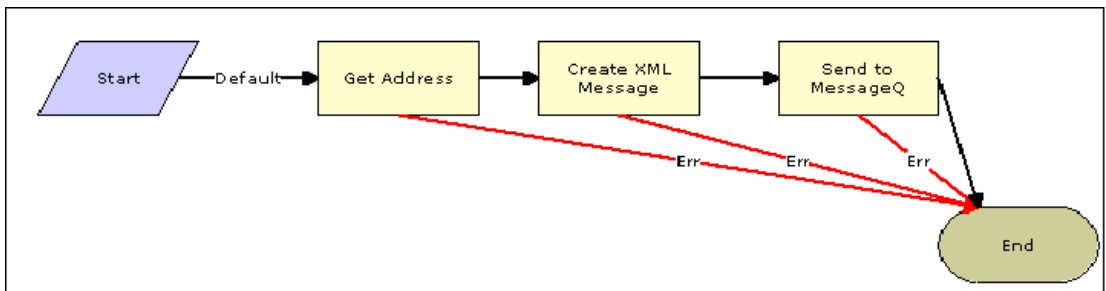 Start
Default
Get Address
Create XML
Message
Send to
MessageQ
Err
Err
Err
End